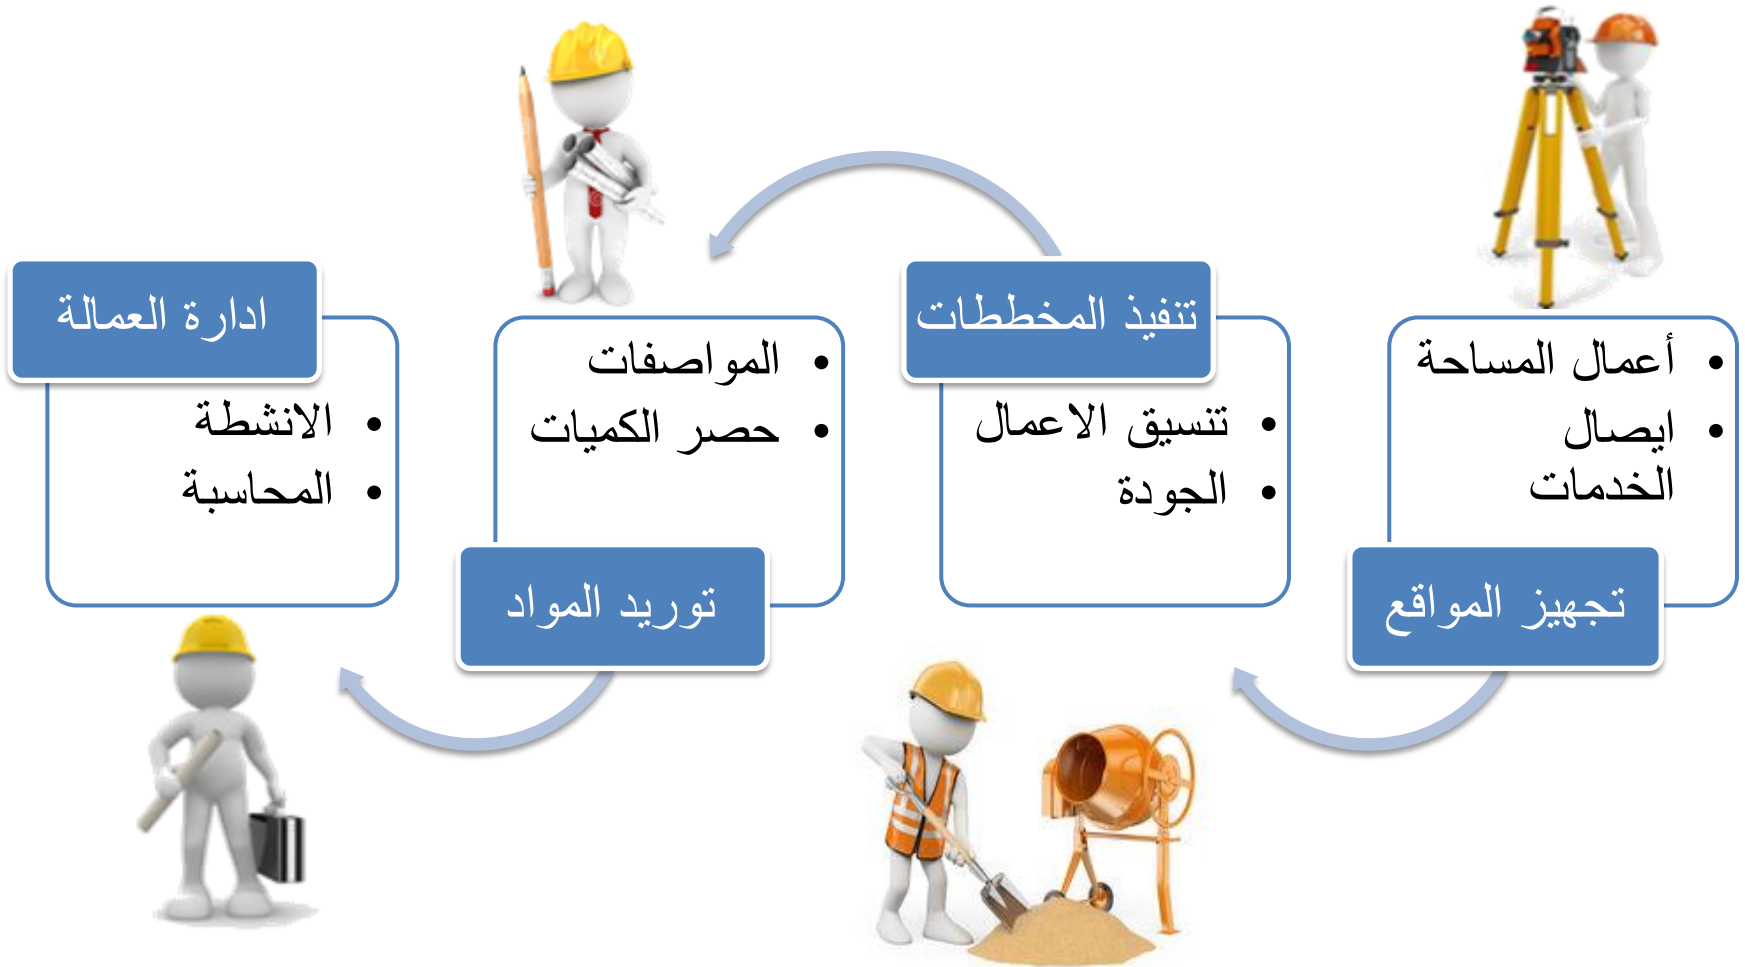 أعمال المساحة
ايصال
الخدمات
تجهيز المواقع
تنفيذ المخططات
تنسيق الاعمال
الجودة
المواصفات
حصر الكميات
توريد المواد
ادارة العمالة
الانشطة
المحاسبة